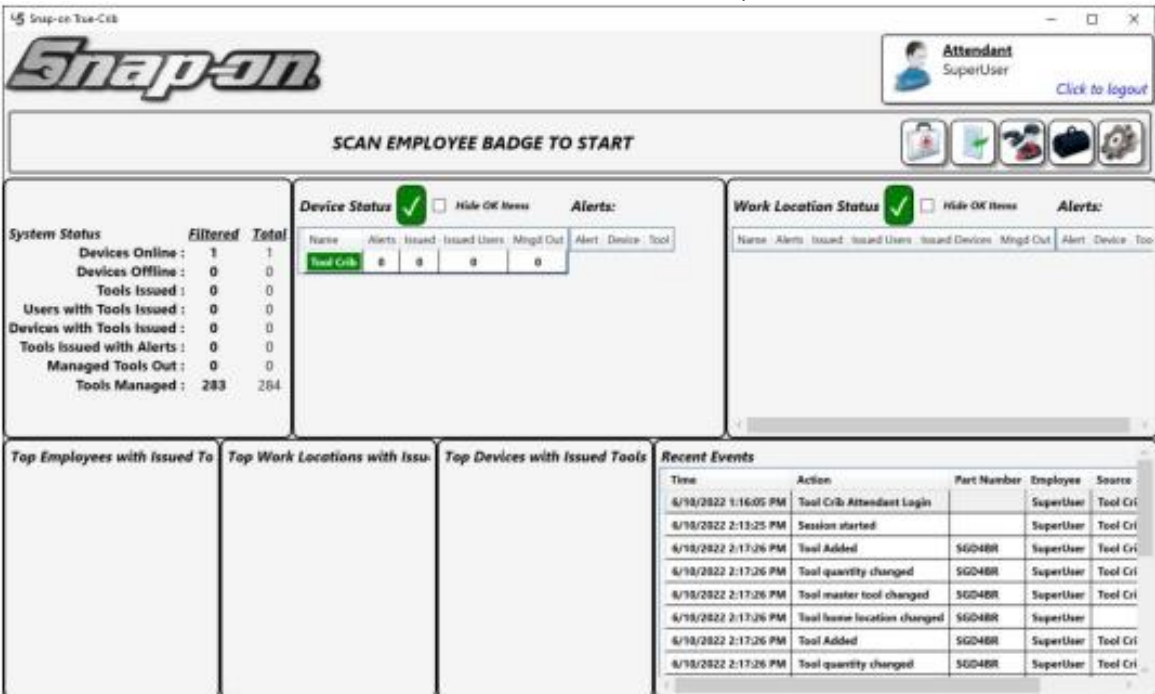 Snap-on True-Crib
Snap-on
Attendant
SuperUser
Click to logout
SCAN EMPLOYEE BADGE TO START
System Status Filtered Total
Devices Online : 1 1
Devices Offline : 0 0
Tools Issued : 0 0
Users with Tools Issued : 0 0
Devices with Tools Issued : 0 0
Tools Issued with Alerts : 0 0
Managed Tools Out : 0 0
Tools Managed : 283 284
Device Status Hide OK Items Alerts:
Name Alerts Issued Issued Users Mngd Out Alert Device Tool
Tool Crib 0 0 0 0
Work Location Status Hide OK Items Alerts:
Name Alerts Issued Issued Users Issued Devices Mngd Out Alert Device Too
Top Employees with Issued To
Top Work Locations with Issu
Top Devices with Issued Tools
Recent Events
Time Action Part Number Employee Source
6/10/2022 1:16:05 PM Tool Crib Attendant Login SuperUser Tool Cri
6/10/2022 2:13:25 PM Session started SuperUser Tool Cri
6/10/2022 2:17:26 PM Tool Added SGD4BR SuperUser Tool Cri
6/10/2022 2:17:26 PM Tool quantity changed SGD4BR SuperUser Tool Cri
6/10/2022 2:17:26 PM Tool master tool changed SGD4BR SuperUser Tool Cri
6/10/2022 2:17:26 PM Tool home location changed SGD4BR SuperUser
6/10/2022 2:17:26 PM Tool Added SGD4BR SuperUser Tool Cri
6/10/2022 2:17:26 PM Tool quantity changed SGD4BR SuperUser Tool Cri